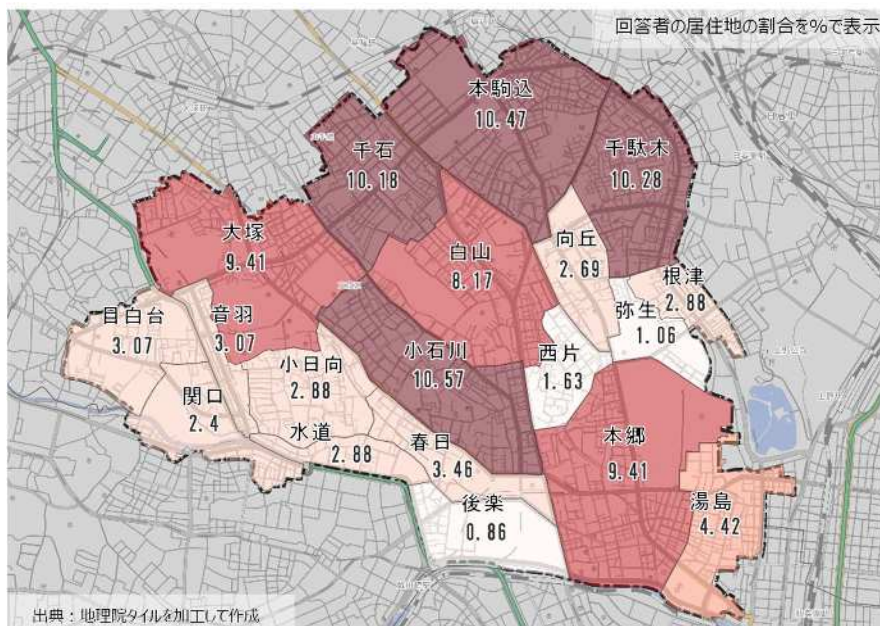 回答者の居住地の割合を%で表示
本駒込
10.47
千石
10.18
千駄木
10.28
大塚
9.41
白山
8.17
向丘
2.69
根津
2.88
目白台
3.07
音羽
3.07
弥生
1.06
小日向
2.88
小石川
10.57
西片
1.63
関口
2.4
水道
2.88
春日
3.46
本郷
9.41
後楽
0.86
湯島
4.42
出典：地理院タイルを加工して作成